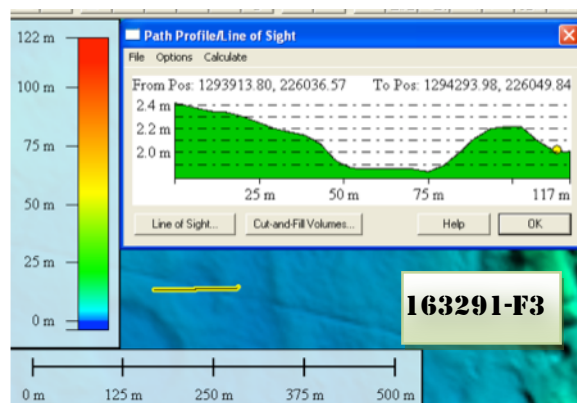 122 m
100 m
75 m
50 m
25 m
0 m
Path Profile/Line of Sight
File Options Calculate
From Pos: 1293913.80, 226036.57 To Pos: 1294293.98, 226049.84
2.4 m
2.2 m
2.0 m
25 m 50 m 75 m 117 m
Line of Sight... Cut-and-Fill Volumes... Help OK
163291-F3
0 m 125 m 250 m 375 m 500 m